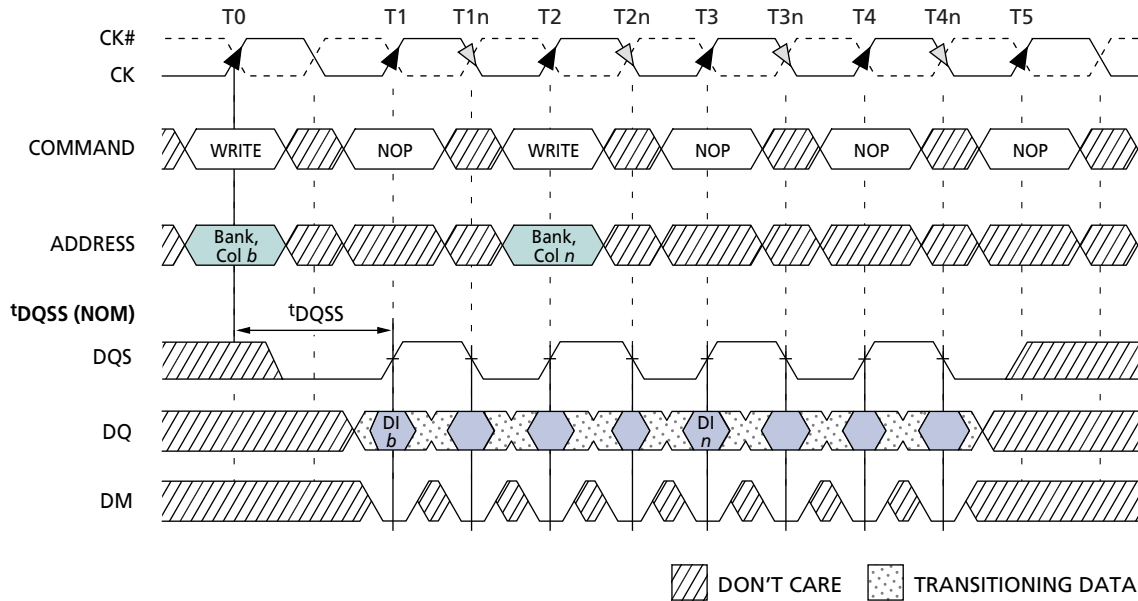 T0 T1 T1n T2 T2n T3 T3n T4 T4n T5
CK#
CK
COMMAND WRITE NOP WRITE NOP NOP NOP
ADDRESS Bank, Col b Bank, Col n
tDQSS (NOM) tDQSS
DQS
DQ DI b DI n
DM
DON'T CARE TRANSITIONING DATA